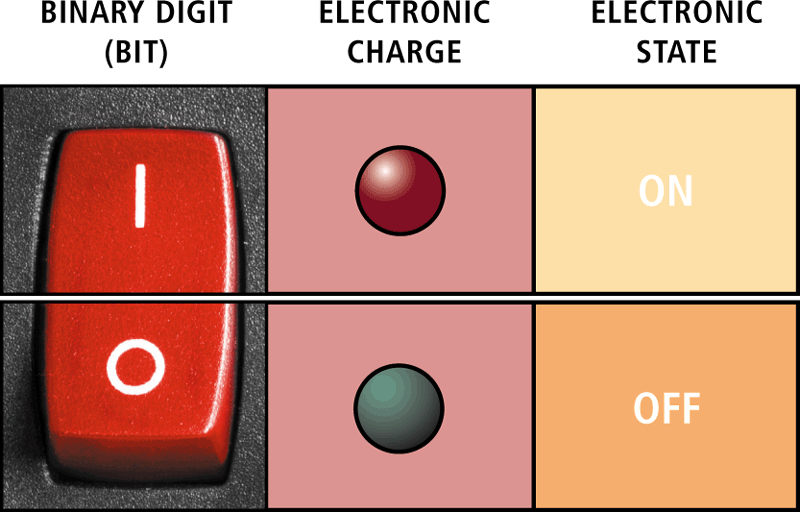 BINARY DIGIT
(BIT)
ELECTRONIC
CHARGE
ELECTRONIC
STATE
I
ON
O
OFF